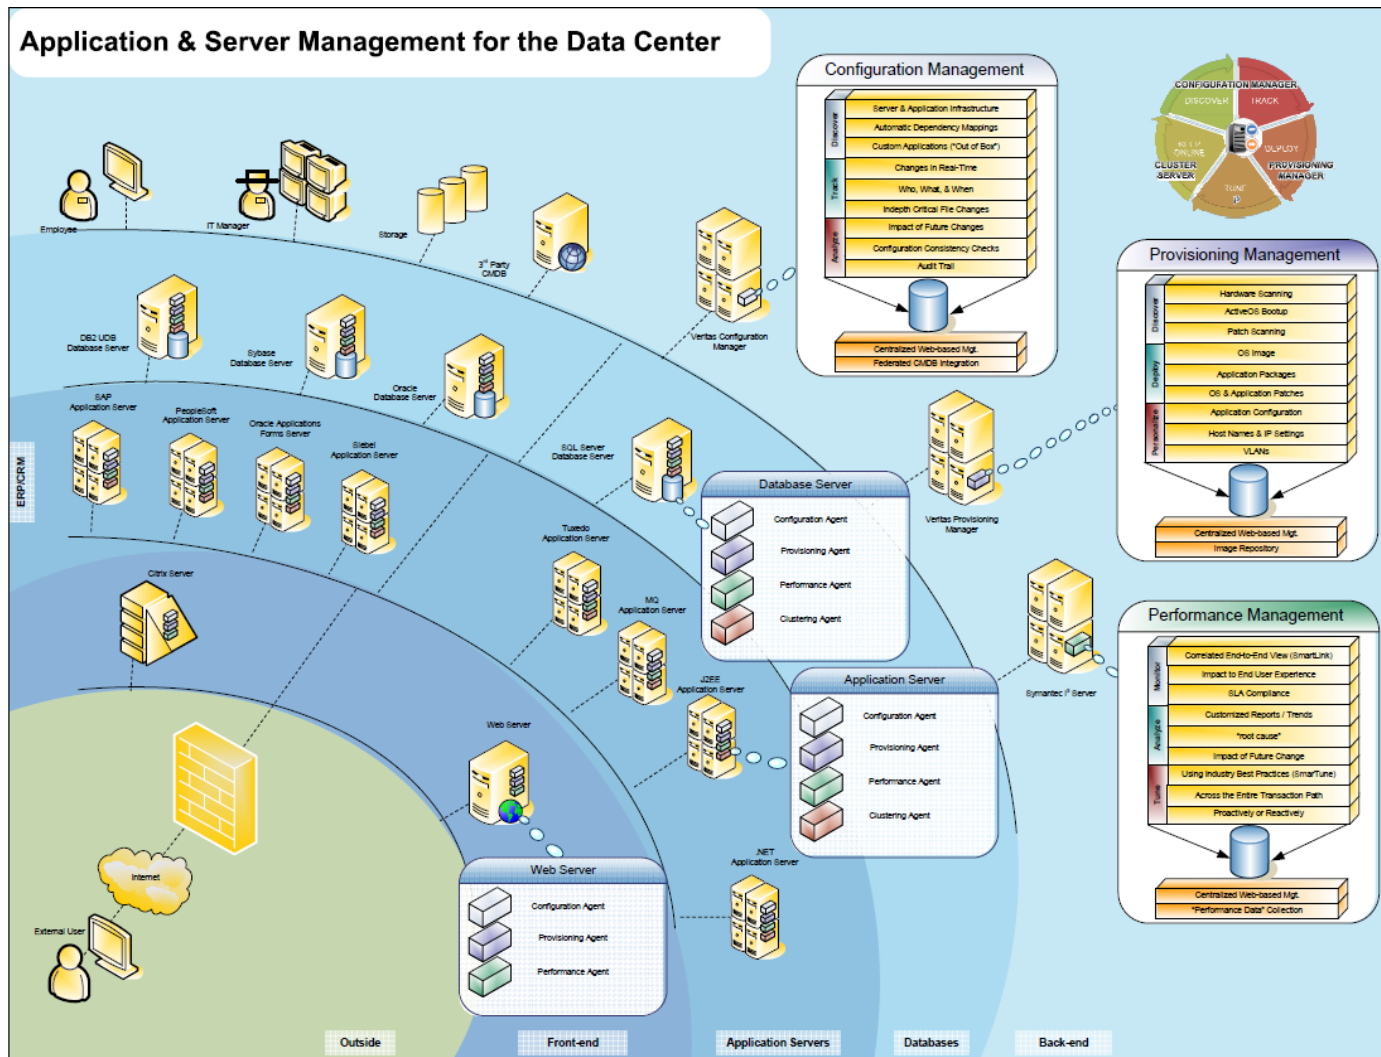 Application & Server Management for the Data Center
Configuration Management
Discover
Server & Application Infrastructure
Automatic Dependency Mappings
Custom Applications ("Out of Box")
Track
Changes in Real-Time
Who, What, & When
Indepth Critical File Changes
Analyze
Impact of Future Changes
Configuration Consistency Checks
Audit Trail
Centralized Web-based Mgt.
Federated CMDB Integration
CONFIGURATION MANAGER
DISCOVER
TRACK
ONLINE
DEPLOY
CLUSTER
SERVER
PROVISIONING
MANAGER
TUNE
Employee
IT Manager
Storage
3rd Party
CMDB
Veritas Configuration
Manager
Provisioning Management
Discover
Hardware Scanning
ActiveOS Bootup
Patch Scanning
Deploy
OS Image
Application Packages
OS & Application Patches
Personalize
Application Configuration
Host Names & IP Settings
VLANs
Centralized Web-based Mgt.
Image Repository
DB2 UDB
Database Server
Sybase
Database Server
Oracle
Database Server
SQL Server
Database Server
Veritas Provisioning
Manager
ERP/CRM
SAP
Application Server
PeopleSoft
Application Server
Oracle Applications
Forms Server
Siebel
Application Server
Tuxedo
Application Server
MQ
Application Server
J2EE
Application Server
.NET
Application Server
Database Server
Configuration Agent
Provisioning Agent
Performance Agent
Clustering Agent
Application Server
Configuration Agent
Provisioning Agent
Performance Agent
Clustering Agent
Symantec I3 Server
Performance Management
Monitor
Correlated End-to-End View (SmartLink)
Impact to End User Experience
SLA Compliance
Analyze
Customized Reports / Trends
"root cause"
Impact of Future Change
Tune
Using Industry Best Practices (SmarTune)
Across the Entire Transaction Path
Proactively or Reactively
Centralized Web-based Mgt.
"Performance Data" Collection
Citrix Server
Web Server
Web Server
Configuration Agent
Provisioning Agent
Performance Agent
Internet
External User
Outside
Front-end
Application Servers
Databases
Back-end